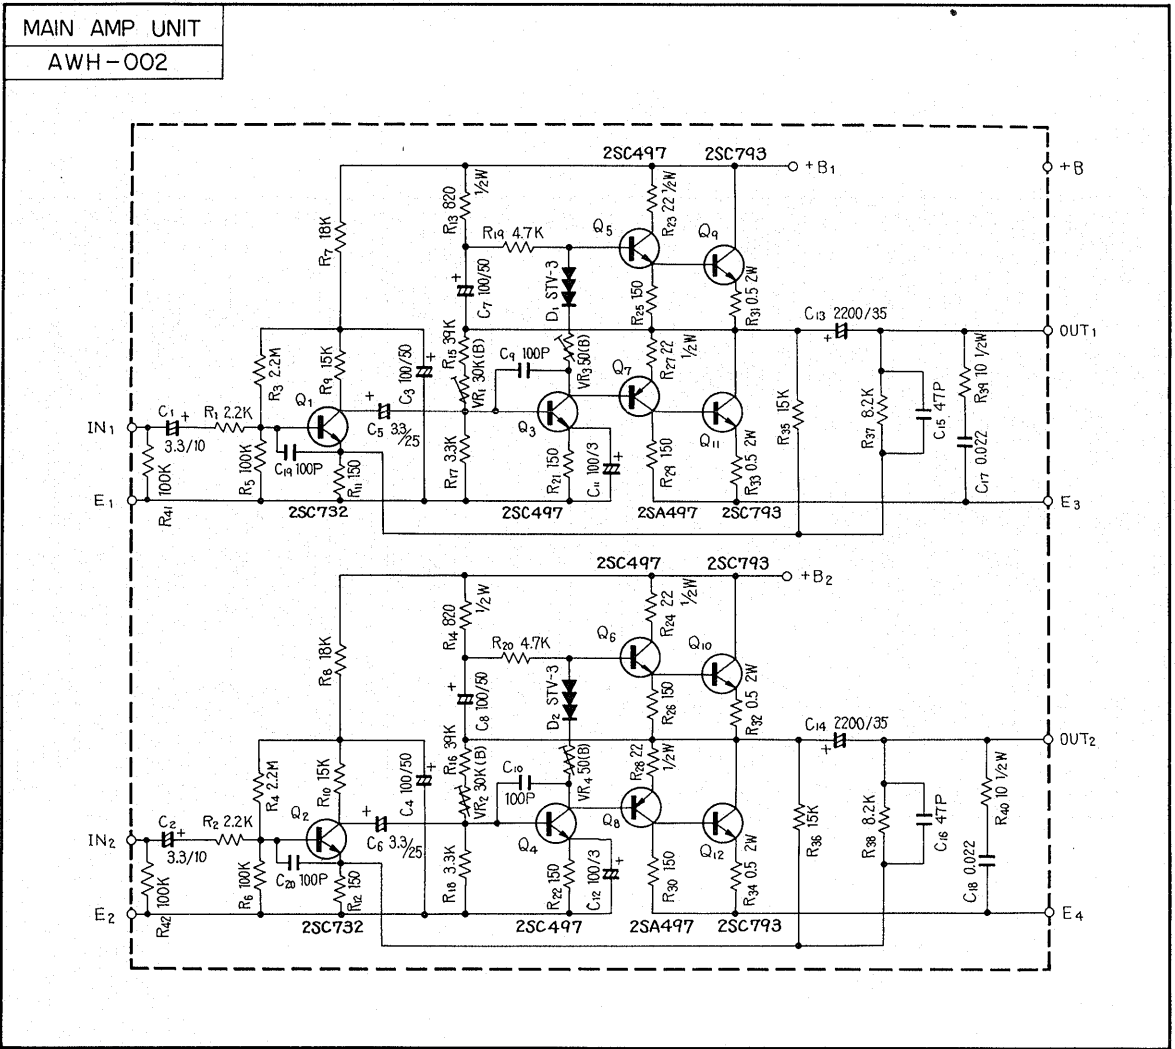 MAIN AMP UNIT
AWH-002
2SC497
2SC793
+B1
+B
R13 820
1/2W
R23 22 1/2W
R7 18K
R19 4.7K
Q5
Q9
C7 100/50
D1 STV-3
R25 150
R31 0.5 2W
C13 2200/35
OUT1
R3 2.2M
R9 15K
C3 100/50
R15 39K
VR1 30K(B)
C9 100P
VR3 50(B)
R27 22
1/2W
Q7
R39 10 1/2W
Q1
IN1
C1
3.3/10
R1 2.2K
C5 3.3/25
Q3
Q11
R35 15K
R37 8.2K
C15 47P
R41 100K
R5 100K
C19 100P
R11 150
R17 3.3K
R21 150
C11 100/3
R29 150
R33 0.5 2W
C17 0.022
E1
E3
2SC732
2SC497
2SA497
2SC793
2SC497
2SC793
+B2
R14 820
1/2W
R24 22
1/2W
R8 18K
R20 4.7K
Q6
Q10
C8 100/50
D2 STV-3
R26 150
R32 0.5 2W
C14 2200/35
OUT2
R4 2.2M
R10 15K
C4 100/50
R16 39K
VR2 30K(B)
C10
100P
VR4 50(B)
R28 22
1/2W
Q8
R40 10 1/2W
Q2
IN2
C2
3.3/10
R2 2.2K
C6 3.3/25
Q4
Q12
R36 15K
R38 8.2K
C16 47P
R42 100K
R6 100K
C20 100P
R12 150
R18 3.3K
R22 150
C12 100/3
R30 150
R34 0.5 2W
C18 0.022
E2
E4
2SC732
2SC497
2SA497
2SC793